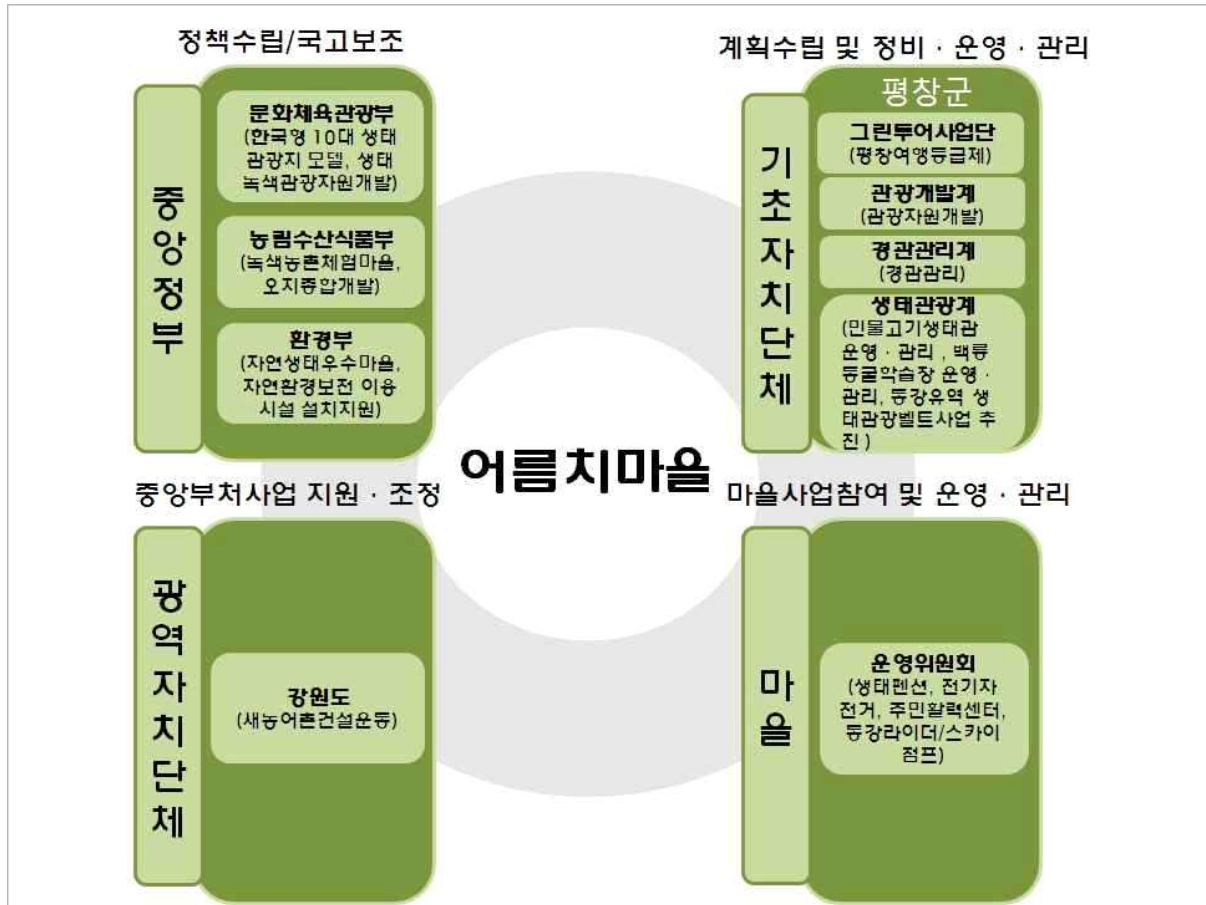 정책수립/국고보조
중앙정부
문화체육관광부
(한국영 10대 생태
관광지 모델, 생태
녹색관광자원개발)
농림수산식품부
(녹색농촌체험마을,
오지종합개발)
환경부
(자연생태우수마을,
자연환경보전 이용
시설 설치지원)
계획수립 및 정비 · 운영 · 관리
기초자치단체
평창군
그린투어사업단
(평창여행등급제)
관광개발계
(관광자원개발)
경관관리계
(경관관리)
생태관광계
(민물고기생태관
운영 · 관리 , 백룡
동굴학습장 운영 ·
관리, 동강유역 생
태관광벨트사업 추
진 )
어름치마을
중앙부처사업 지원 · 조정
광역자치단체
강원도
(새농어촌건설운동)
마을사업참여 및 운영 · 관리
마을
운영위원회
(생태펜션, 전기자
전거, 주민활력센터,
동강라이더/스카이
점프)